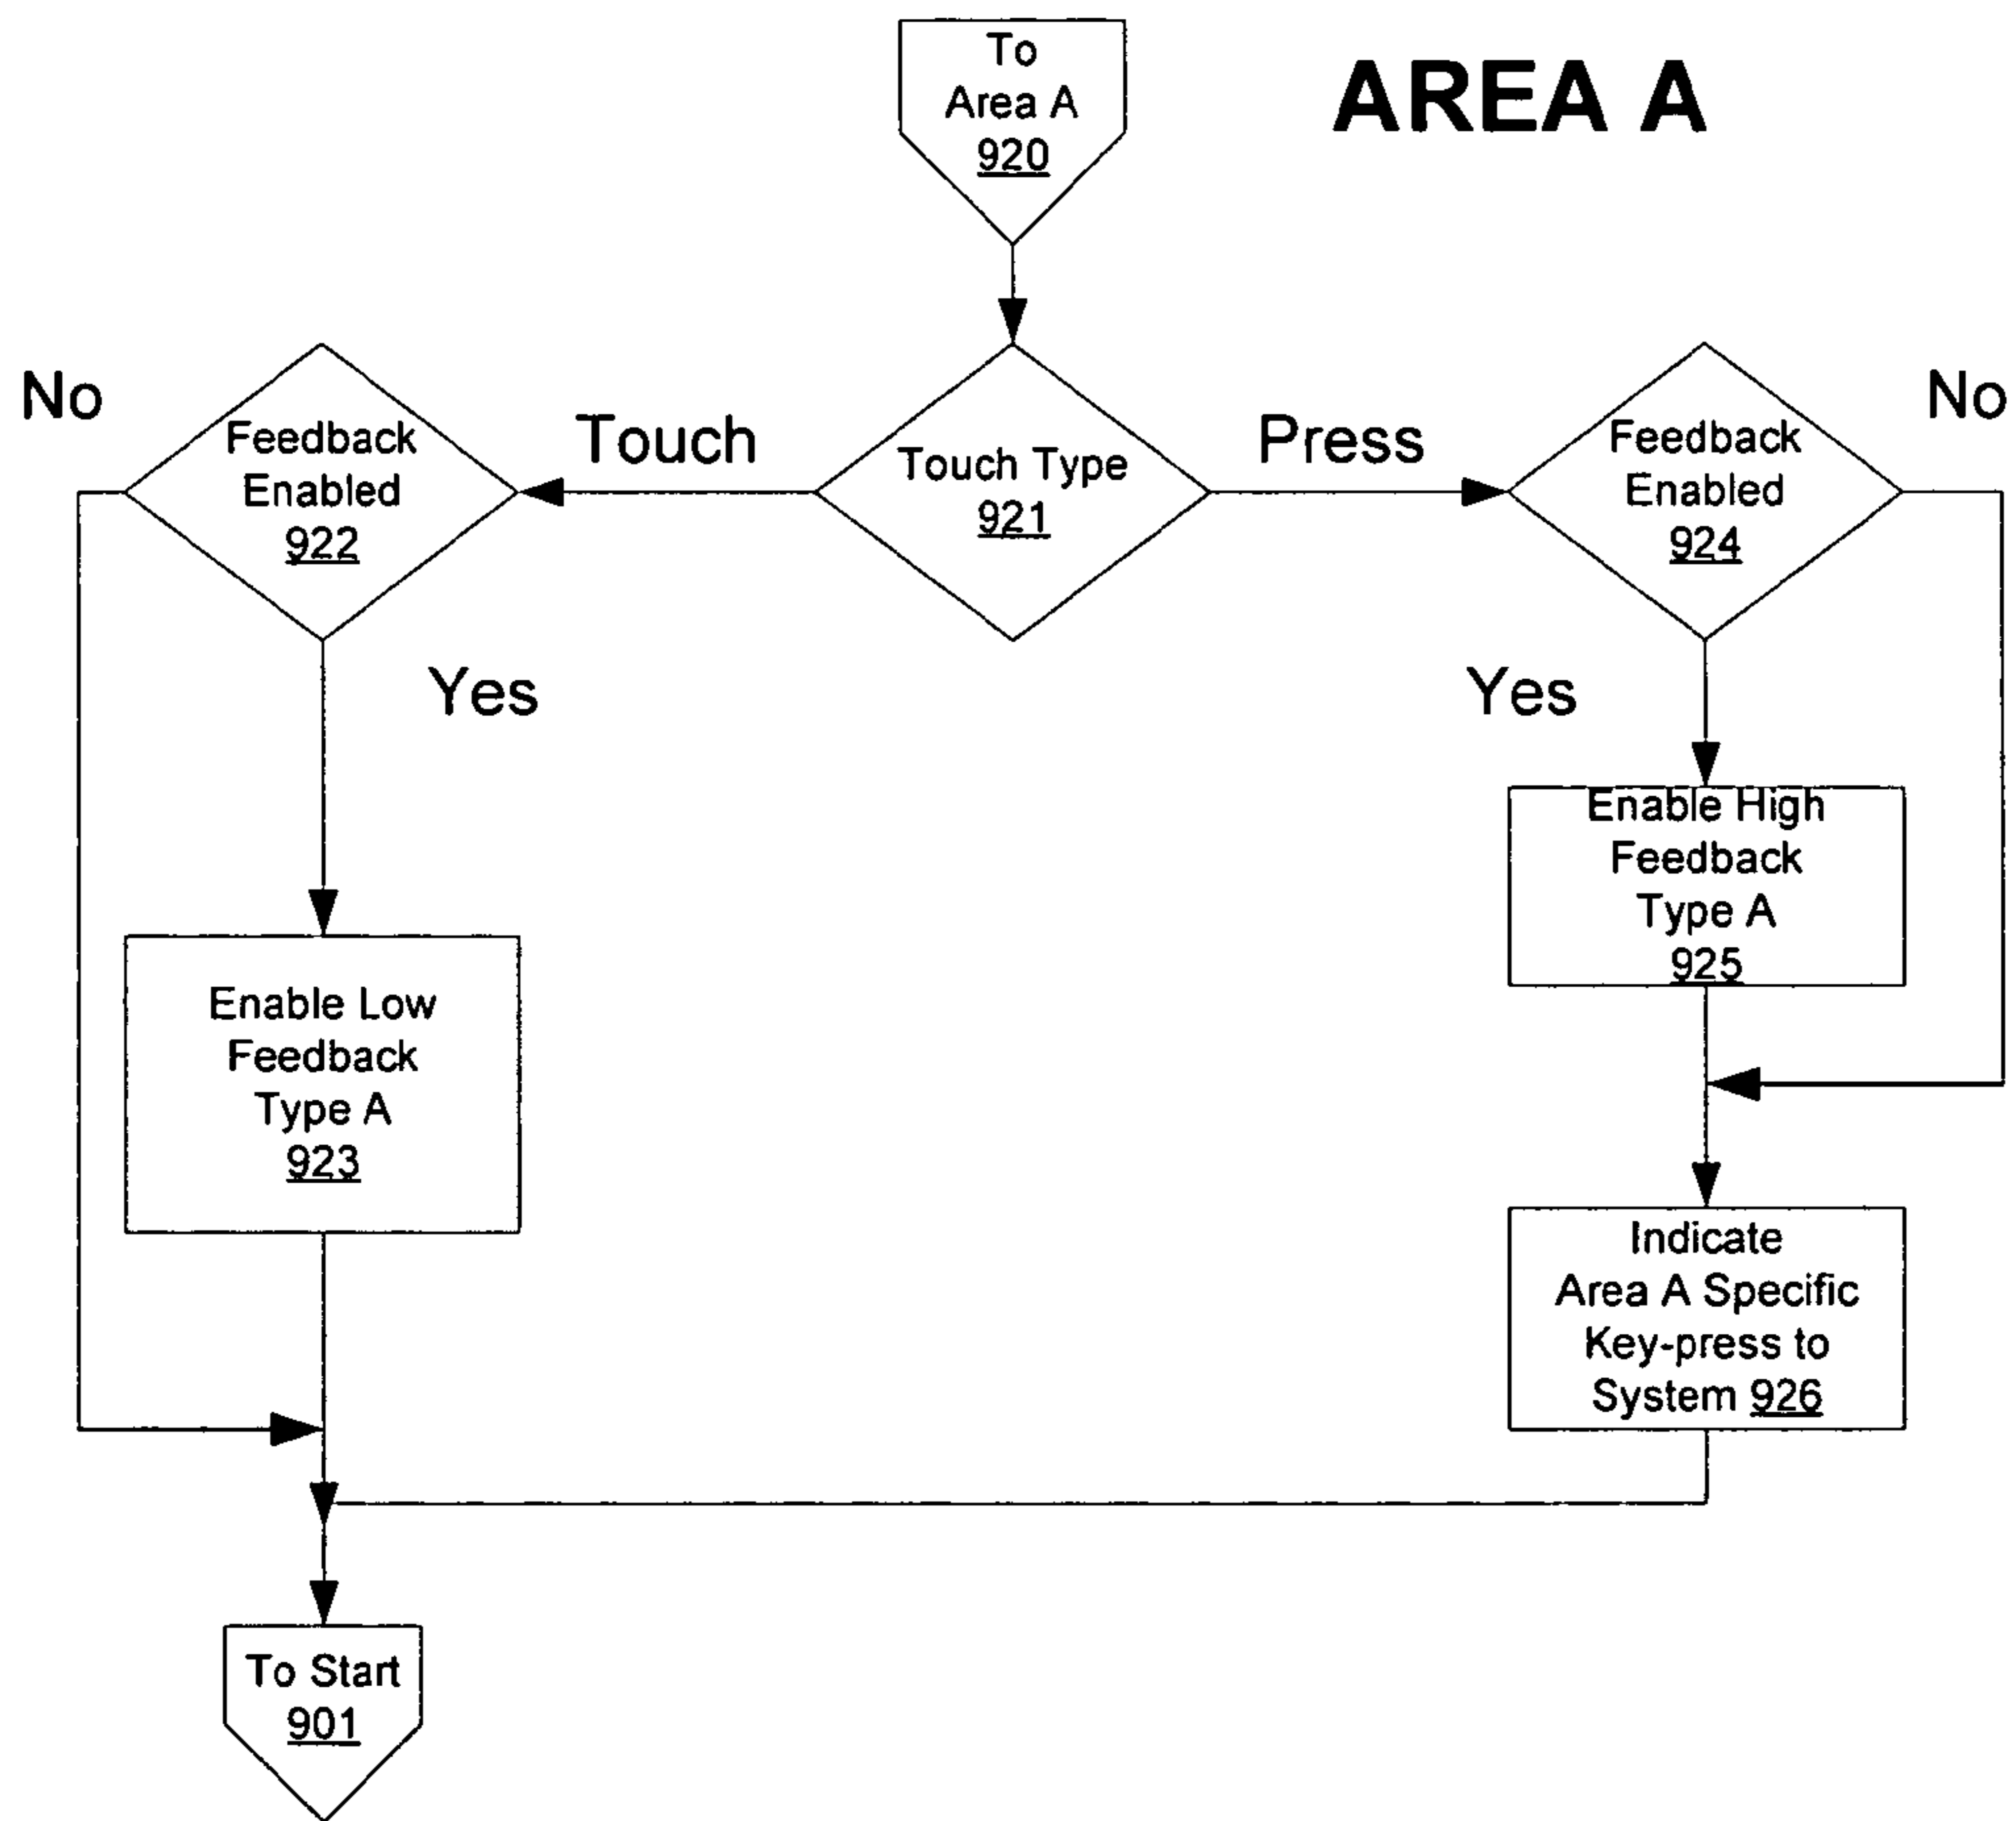 To
Area A
920
AREA A
No
Feedback
Enabled
922
Touch
Touch Type
921
Press
Feedback
Enabled
924
No
Yes
Yes
Enable High
Feedback
Type A
925
Enable Low
Feedback
Type A
923
Indicate
Area A Specific
Key-press to
System 926
To Start
901